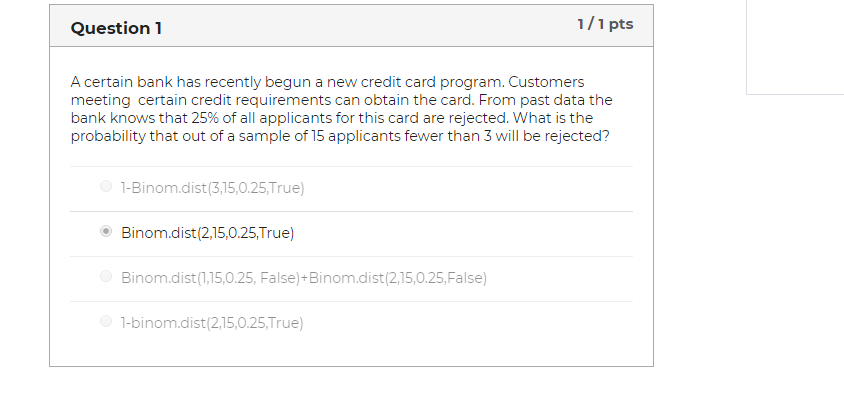 Question 1
1 / 1 pts
A certain bank has recently begun a new credit card program. Customers
meeting certain credit requirements can obtain the card. From past data the
bank knows that 25% of all applicants for this card are rejected. What is the
probability that out of a sample of 15 applicants fewer than 3 will be rejected?
1-Binom.dist(3,15,0.25,True)
Binom.dist(2,15,0.25,True)
Binom.dist(1,15,0.25, False)+Binom.dist(2,15,0.25,False)
1-binom.dist(2,15,0.25,True)